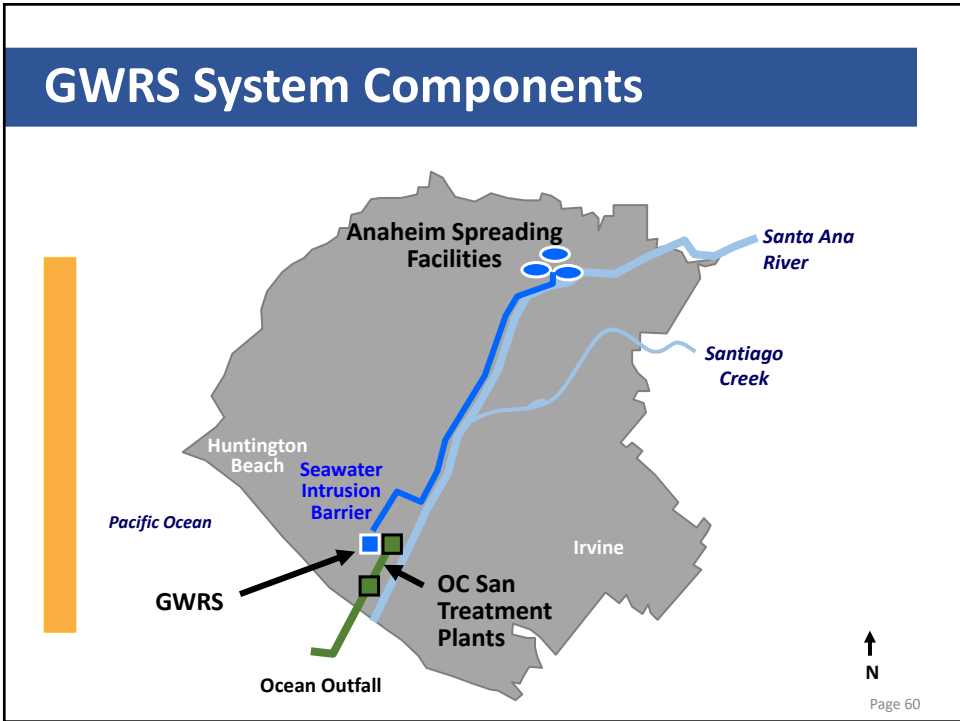 GWRS System Components
Anaheim Spreading
Facilities
Santa Ana
River
Santiago
Creek
Huntington
Beach
Seawater
Intrusion
Barrier
Pacific Ocean
Irvine
GWRS
OC San
Treatment
Plants
Ocean Outfall
N
Page 60